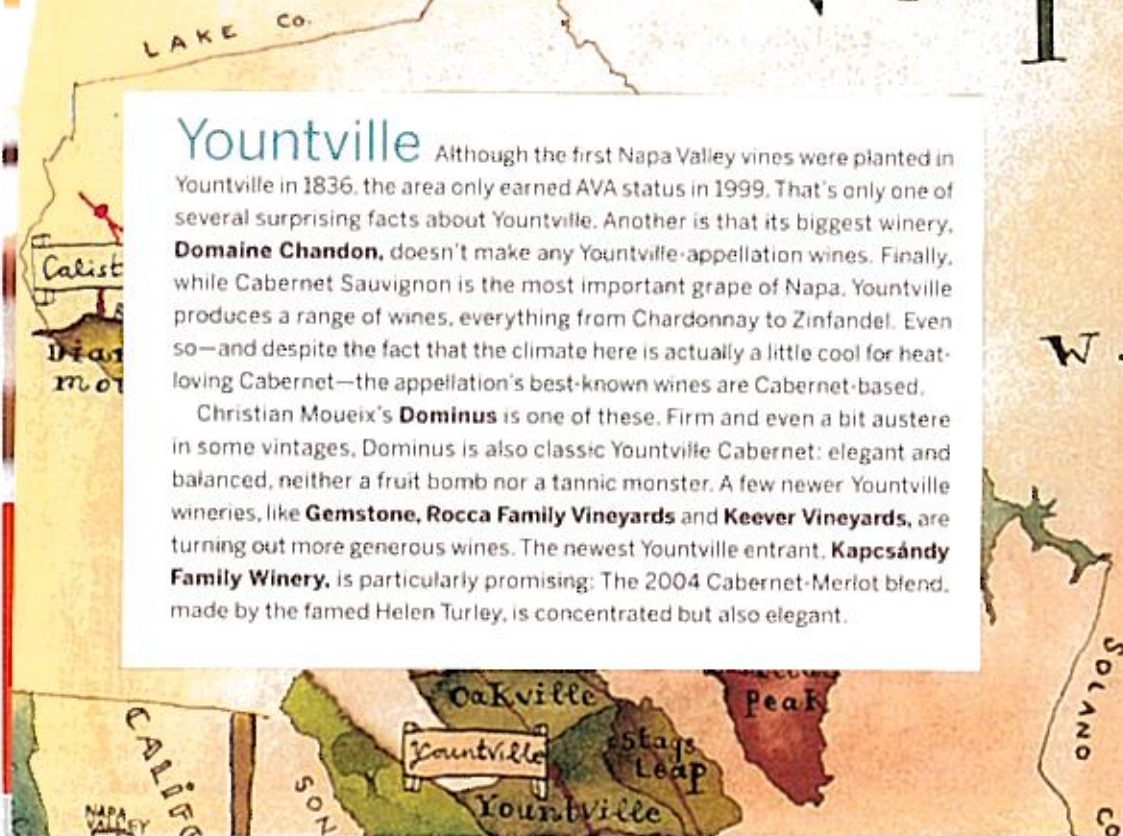 LAKE Co.
Yountville Although the first Napa Valley vines were planted in
Yountville in 1836, the area only earned AVA status in 1999. That's only one of
several surprising facts about Yountville. Another is that its biggest winery,
Domaine Chandon, doesn't make any Yountville-appellation wines. Finally,
while Cabernet Sauvignon is the most important grape of Napa, Yountville
produces a range of wines, everything from Chardonnay to Zinfandel. Even
so—and despite the fact that the climate here is actually a little cool for heat-
loving Cabernet—the appellation's best-known wines are Cabernet-based.
Christian Moueix's Dominus is one of these. Firm and even a bit austere
in some vintages, Dominus is also classic Yountville Cabernet: elegant and
balanced, neither a fruit bomb nor a tannic monster. A few newer Yountville
wineries, like Gemstone, Rocca Family Vineyards and Keever Vineyards, are
turning out more generous wines. The newest Yountville entrant, Kapcsándy
Family Winery, is particularly promising: The 2004 Cabernet-Merlot blend,
made by the famed Helen Turley, is concentrated but also elegant.
Calist
Diam
mou
W.
Oakville
Peak
Yountville
Stags
Leap
Yountville
CALIFO
SON
NAPA
VALLEY
SOLANO
CO